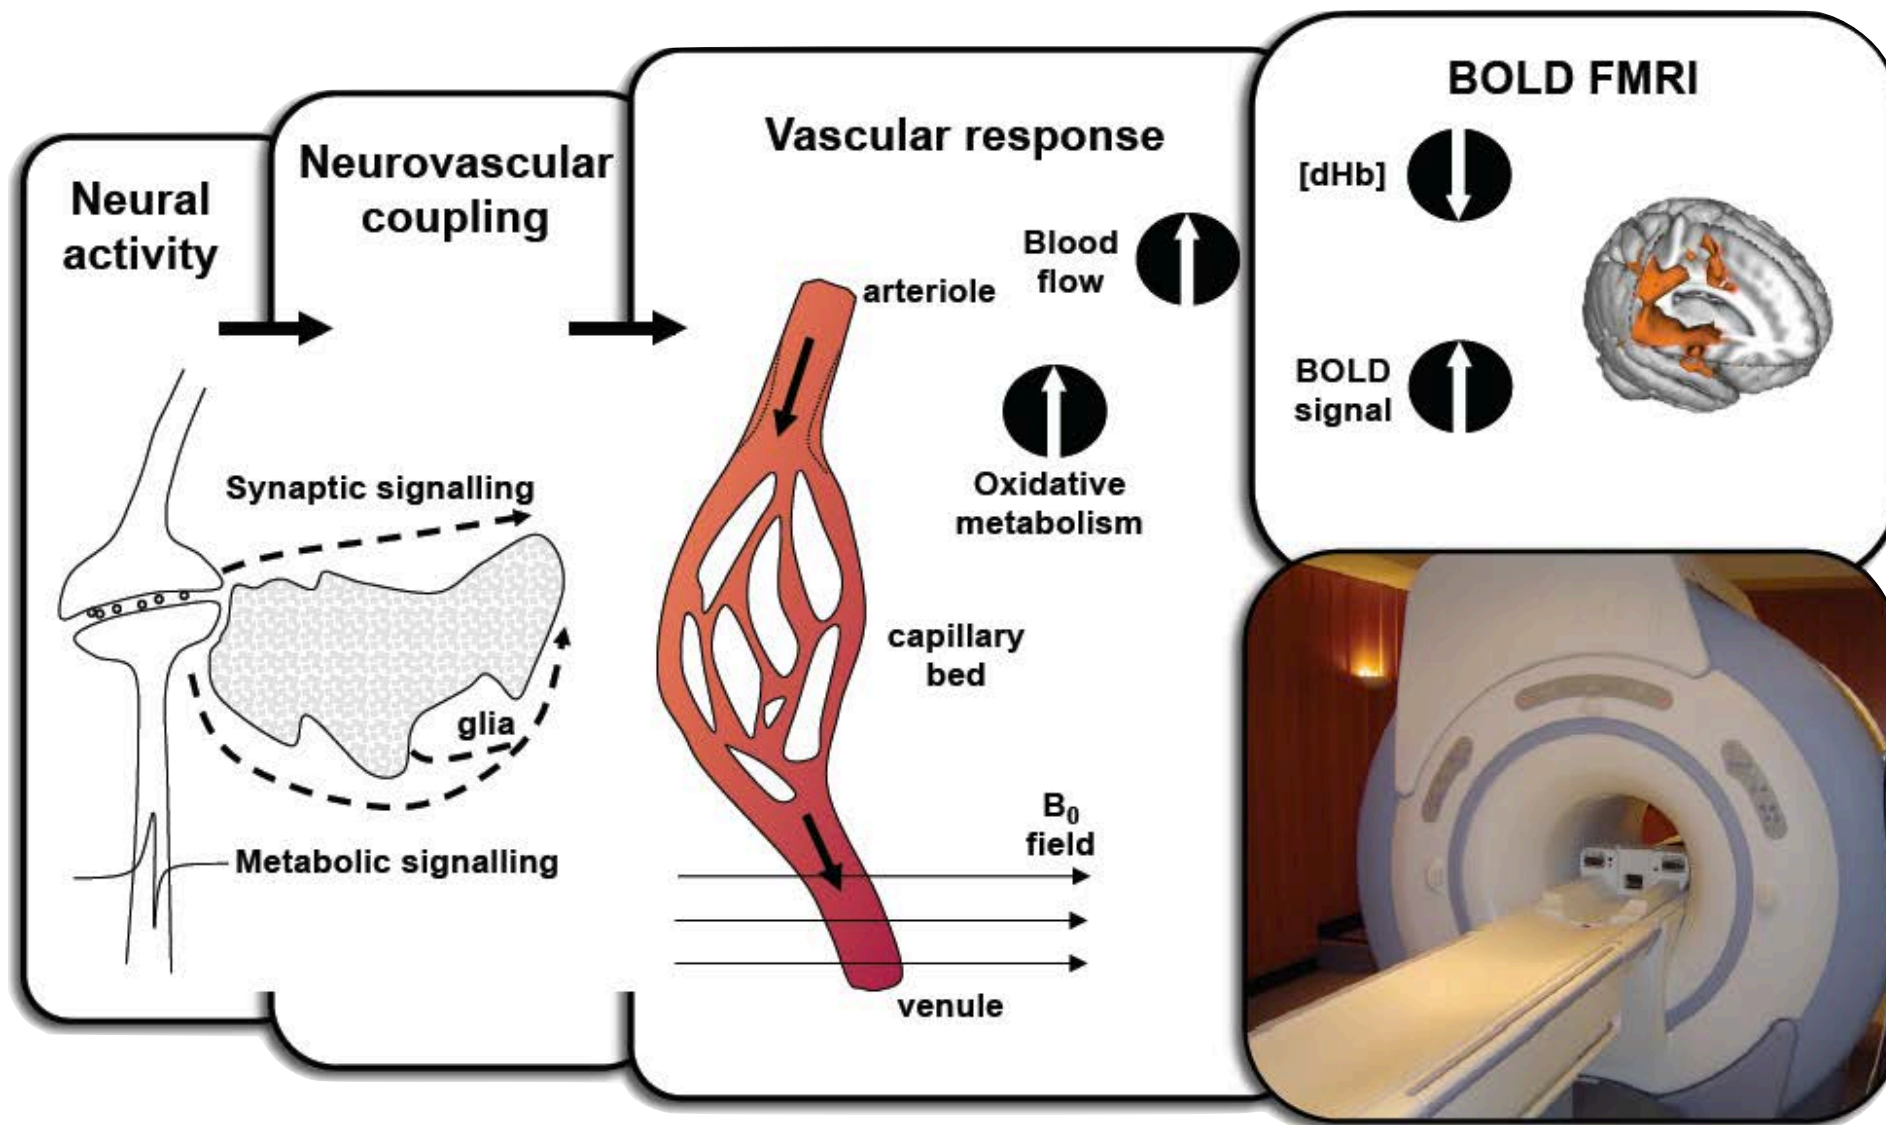 Neural
activity
Neurovascular
coupling
Vascular response
BOLD FMRI
[dHb]
BOLD
signal
Blood
flow
arteriole
Oxidative
metabolism
Synaptic signalling
glia
Metabolic signalling
capillary
bed
B₀
field
venule